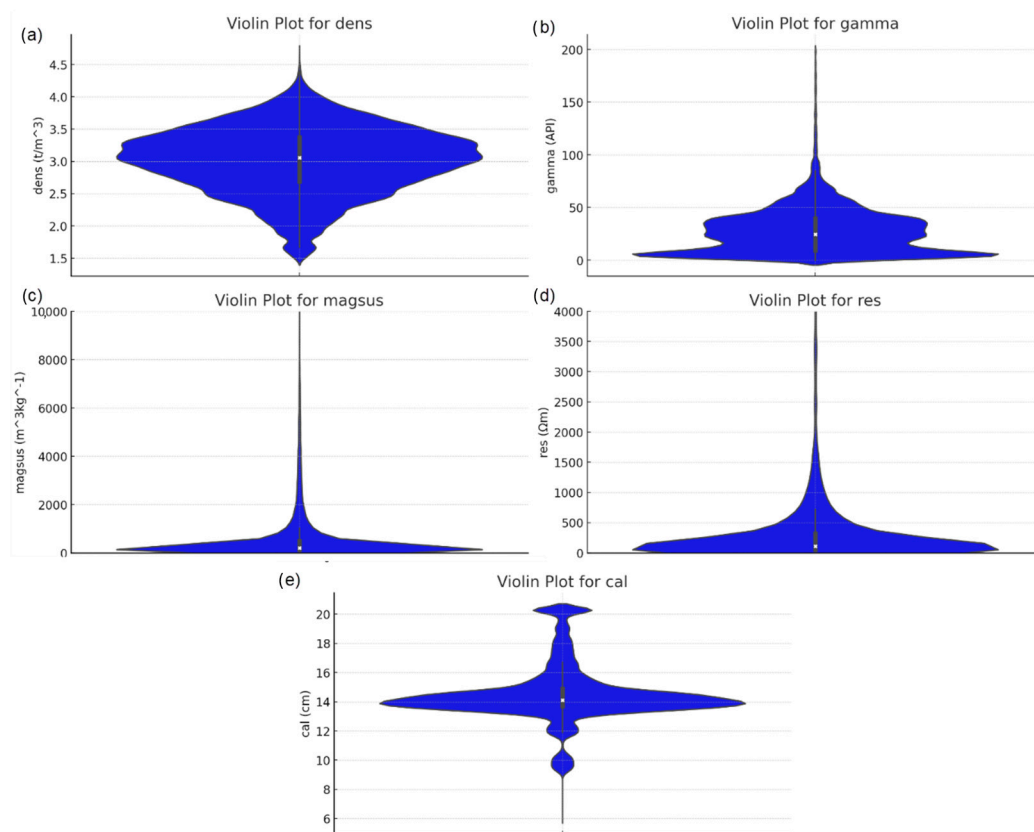 (a)
Violin Plot for dens
4.5
4.0
3.5
3.0
2.5
2.0
1.5
dens (t/m^3)
(b)
Violin Plot for gamma
200
150
100
50
0
gamma (API)
(c)
Violin Plot for magsus
10,000
8000
6000
4000
2000
0
magsus (m^3kg^-1)
(d)
Violin Plot for res
4000
3500
3000
2500
2000
1500
1000
500
0
res (Ωm)
(e)
Violin Plot for cal
20
18
16
14
12
10
8
6
cal (cm)